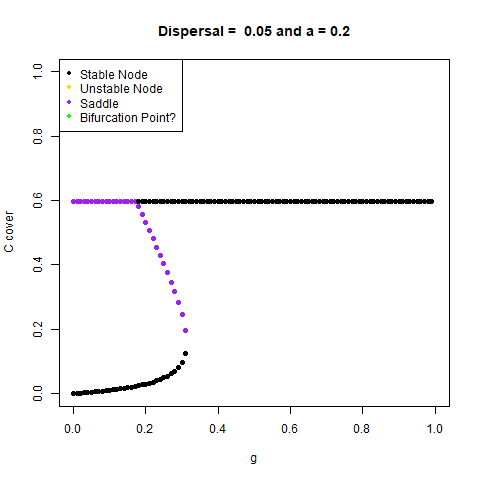 Dispersal =  0.05 and a = 0.2
Stable Node
Unstable Node
Saddle
Bifurcation Point?
C cover
1.0
0.8
0.6
0.4
0.2
0.0
0.0 0.2 0.4 0.6 0.8 1.0
g